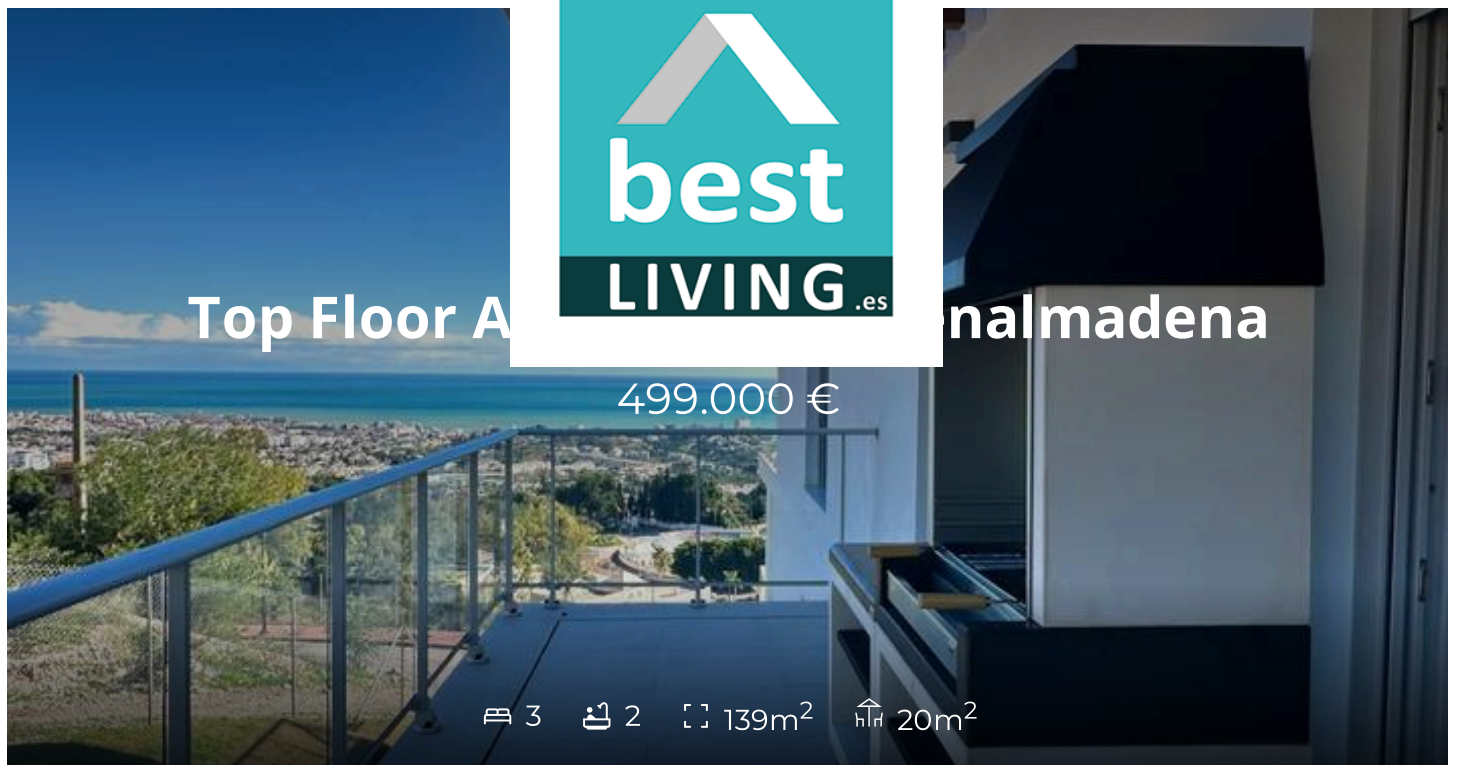 best
LIVING.es
Top Floor A enalmadena
499.000 €
3 2 139m² 20m²